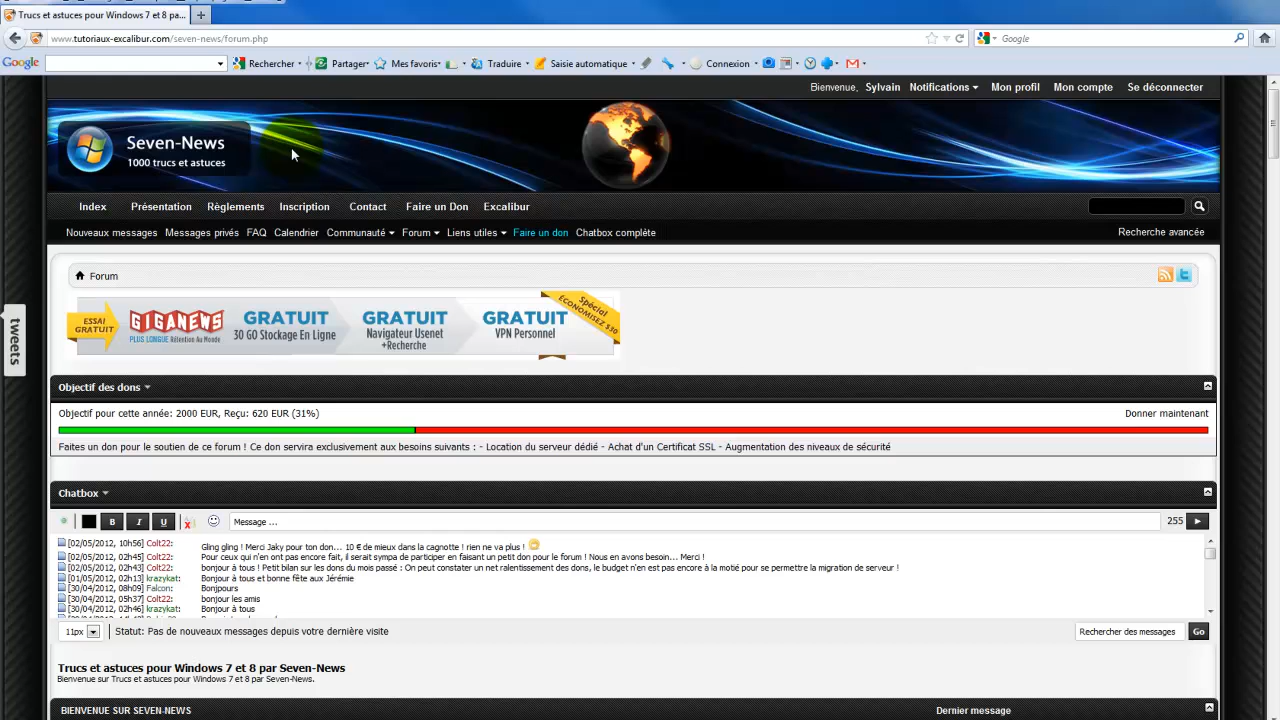 Trucs et astuces pour Windows 7 et 8 pa...
www.tutoriaux-excalibur.com/seven-news/forum.php
Google
Google
Rechercher
Partager
Mes favoris
Traduire
Saisie automatique
Connexion
Bienvenue, Sylvain Notifications Mon profil Mon compte Se déconnecter
Seven-News
1000 trucs et astuces
Index Présentation Règlements Inscription Contact Faire un Don Excalibur
Nouveaux messages Messages privés FAQ Calendrier Communauté Forum Liens utiles Faire un don Chatbox complète
Recherche avancée
Forum
tweets
ESSAI GRATUIT
GIGANEWS
PLUS LONGUE Rétention Au Monde
GRATUIT
30 GO Stockage En Ligne
GRATUIT
Navigateur Usenet
+Recherche
GRATUIT
VPN Personnel
Spécial
ÉCONOMISEZ $30
Objectif des dons
Objectif pour cette année: 2000 EUR, Reçu: 620 EUR (31%)
Donner maintenant
Faites un don pour le soutien de ce forum ! Ce don servira exclusivement aux besoins suivants : - Location du serveur dédié - Achat d'un Certificat SSL - Augmentation des niveaux de sécurité
Chatbox
B I U Message ... 255
[02/05/2012, 10h56] Colt22: Gling gling ! Merci Jaky pour ton don... 10 € de mieux dans la cagnotte ! rien ne va plus !
[02/05/2012, 02h45] Colt22: Pour ceux qui n'en ont pas encore fait, il serait sympa de participer en faisant un petit don pour le forum ! Nous en avons besoin... Merci !
[02/05/2012, 02h43] Colt22: bonjour à tous ! Petit bilan sur les dons du mois passé : On peut constater un net ralentissement des dons, le budget n'en est pas encore à la motié pour se permettre la migration de serveur !
[01/05/2012, 02h13] krazykat: Bonjour à tous et bonne fête aux Jérémie
[30/04/2012, 08h09] Falcon: Bonjpours
[30/04/2012, 05h37] Colt22: bonjour les amis
[30/04/2012, 02h46] krazykat: Bonjour à tous
11px
Statut: Pas de nouveaux messages depuis votre dernière visite
Rechercher des messages
Go
Trucs et astuces pour Windows 7 et 8 par Seven-News
Bienvenue sur Trucs et astuces pour Windows 7 et 8 par Seven-News.
BIENVENUE SUR SEVEN-NEWS
Dernier message